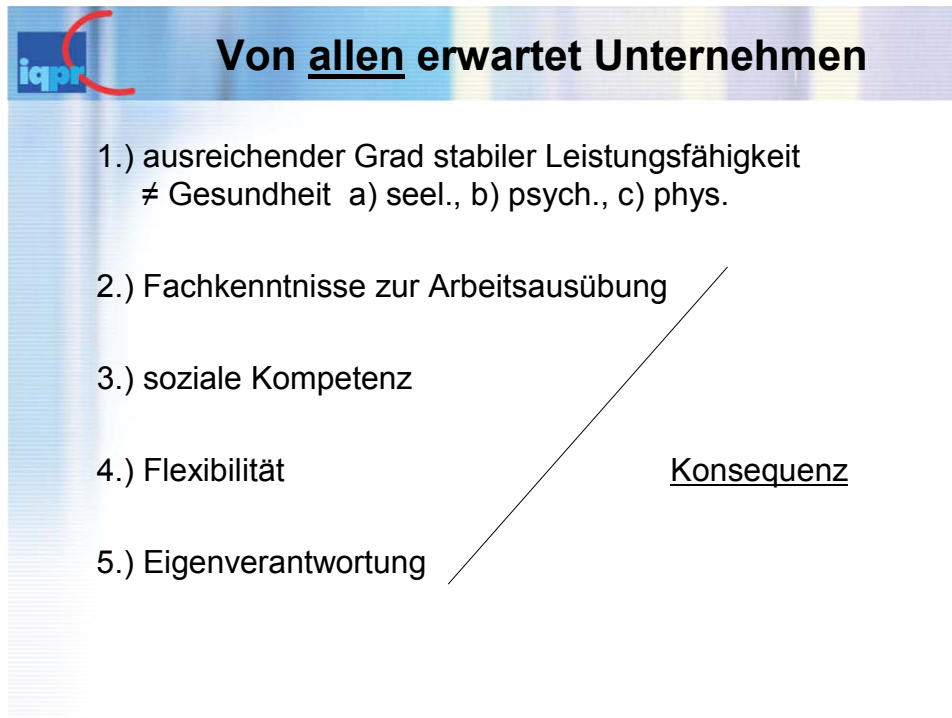 iqpr
Von allen erwartet Unternehmen
1.) ausreichender Grad stabiler Leistungsfähigkeit
≠ Gesundheit a) seel., b) psych., c) phys.
2.) Fachkenntnisse zur Arbeitsausübung
3.) soziale Kompetenz
4.) Flexibilität
Konsequenz
5.) Eigenverantwortung